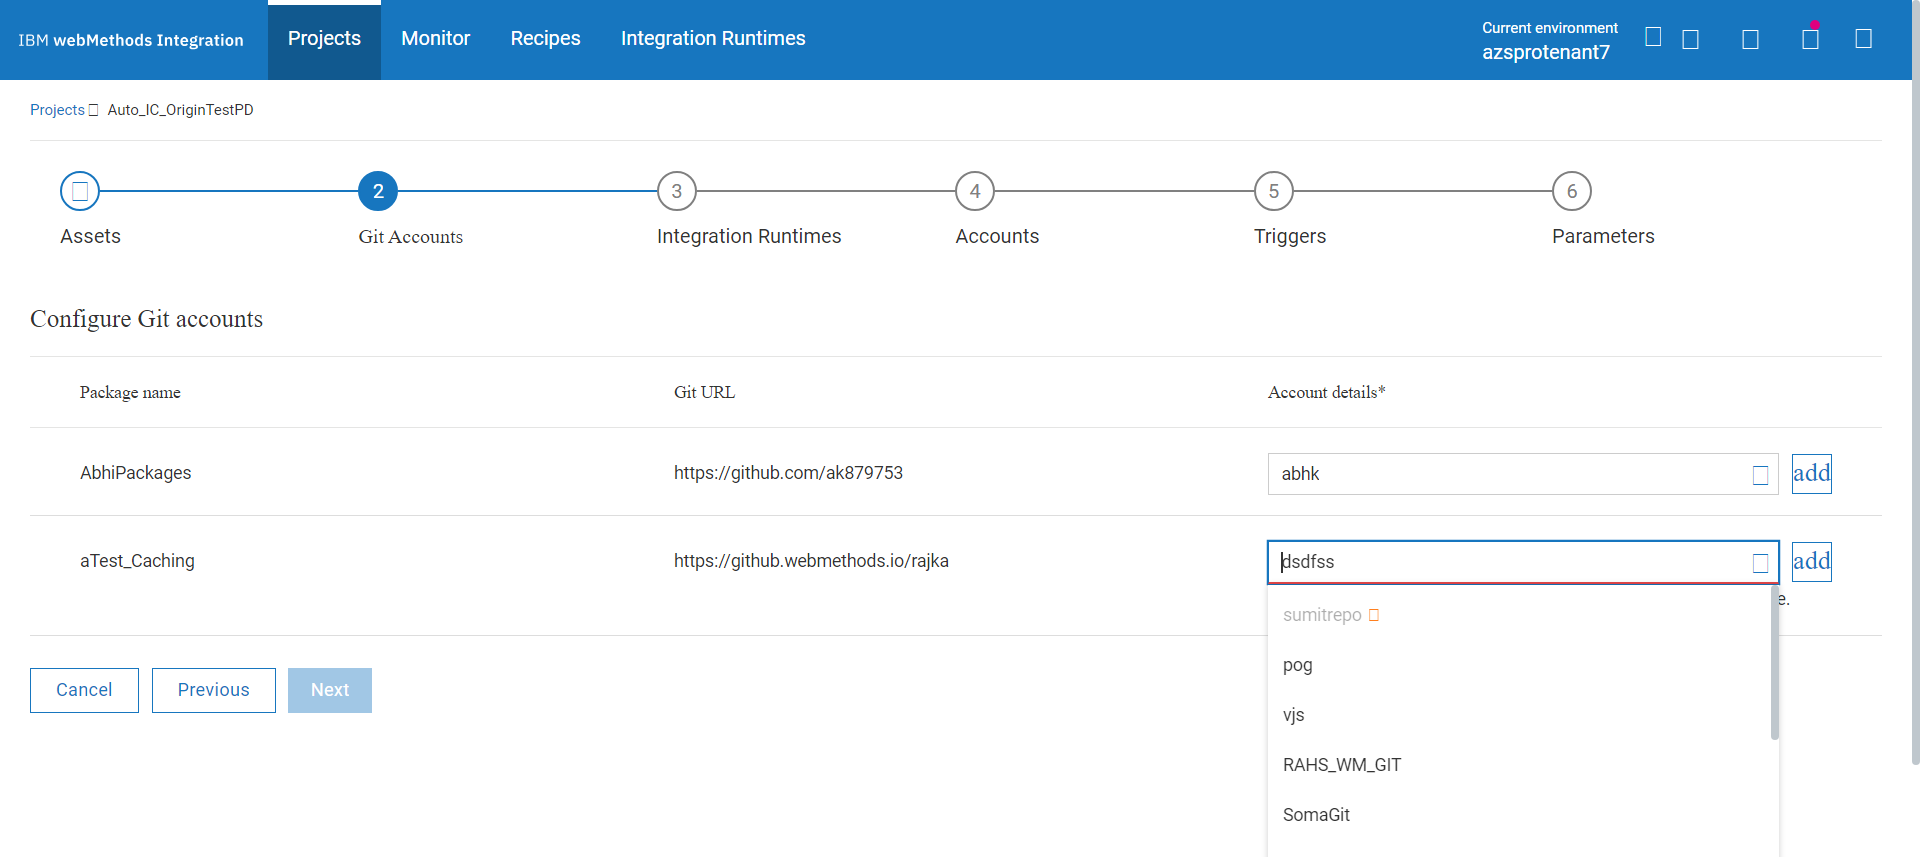 IBM webMethods Integration
Projects
Monitor
Recipes
Integration Runtimes
Current environment
azsprotenant7
Projects
Auto_IC_OriginTestPD
2
3
4
5
6
Assets
Git Accounts
Integration Runtimes
Accounts
Triggers
Parameters
Configure Git accounts
Package name
Git URL
Account details*
AbhiPackages
https://github.com/ak879753
abhk
add
aTest_Caching
https://github.webmethods.io/rajka
dsdfss
add
e.
sumitrepo
pog
vjs
RAHS_WM_GIT
SomaGit
Cancel
Previous
Next